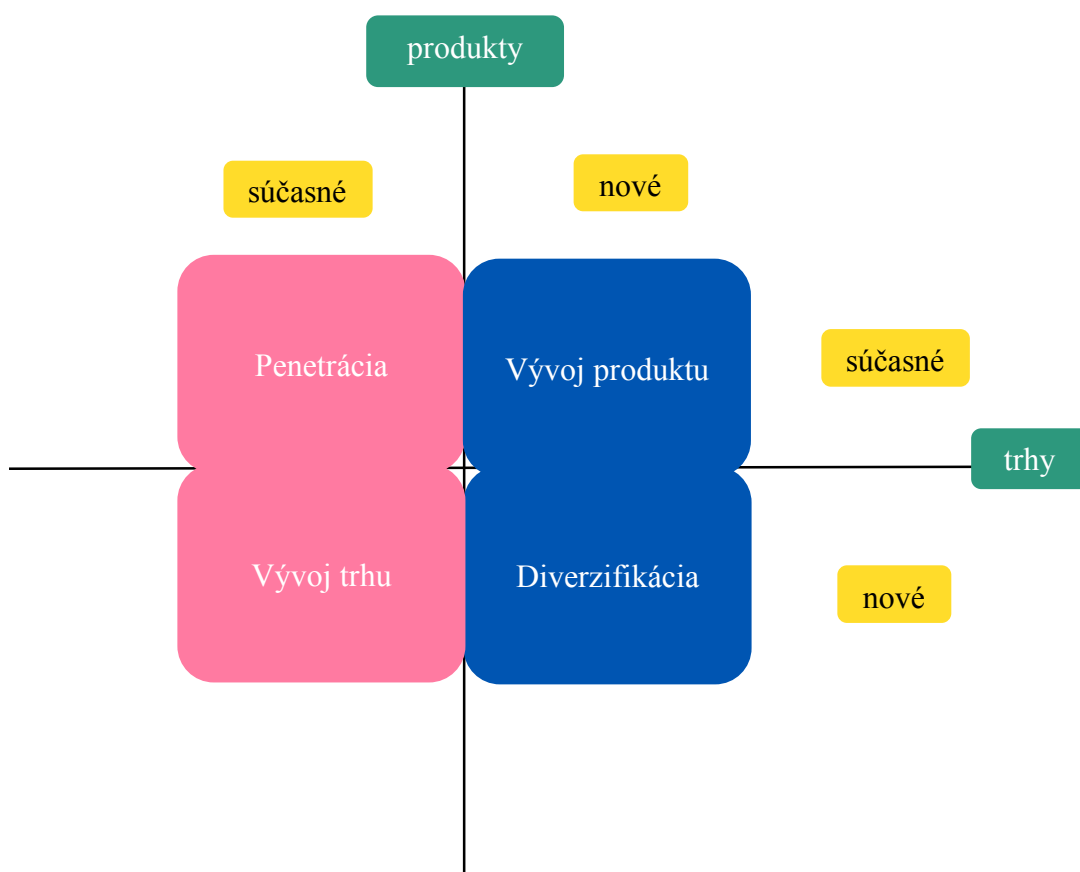 produkty
súčasné
nové
Penetrácia
Vývoj produktu
súčasné
trhy
Vývoj trhu
Diverzifikácia
nové